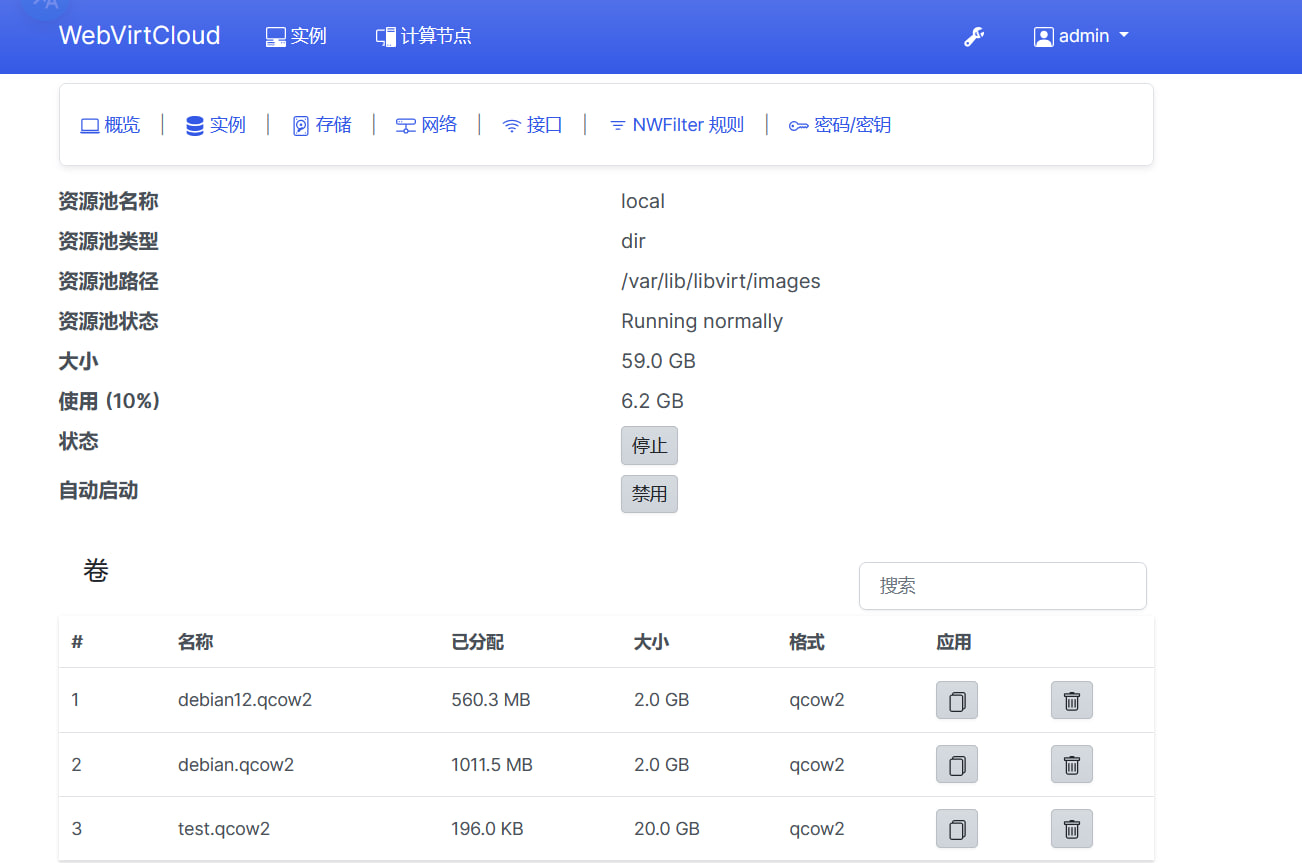 WebVirtCloud 实例 计算节点 admin
概览 | 实例 | 存储 | 网络 | 接口 | NWFilter 规则 | 密码/密钥
资源池名称 local
资源池类型 dir
资源池路径 /var/lib/libvirt/images
资源池状态 Running normally
大小 59.0 GB
使用 (10%) 6.2 GB
状态 停止
自动启动 禁用
卷
搜索
# 名称 已分配 大小 格式 应用
1 debian12.qcow2 560.3 MB 2.0 GB qcow2
2 debian.qcow2 1011.5 MB 2.0 GB qcow2
3 test.qcow2 196.0 KB 20.0 GB qcow2